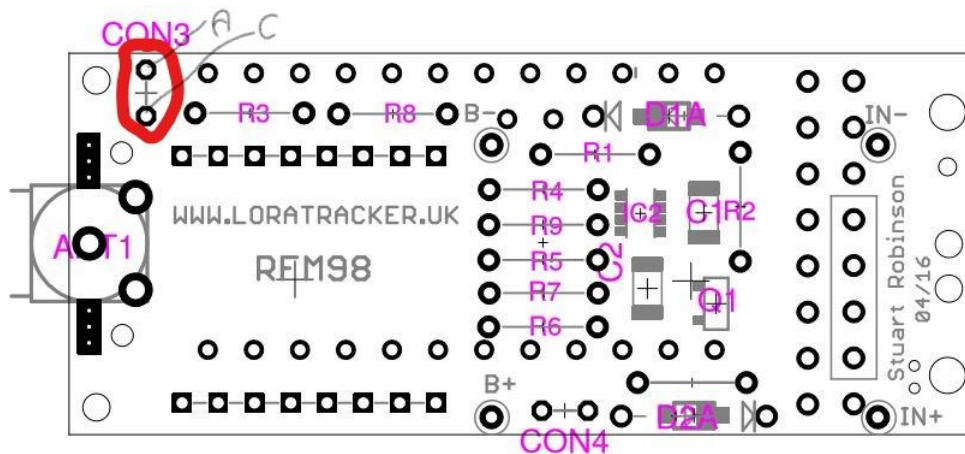 CON3
A
C
R3
R8
B-
D1A
IN-
R1
R4
IC2
C1
R2
WWW.LORATRACKER.UK
R9
ANT1
C2
RFM98
R5
R7
Q1
R6
Stuart Robinson
04/16
B+
CON4
D2A
IN+